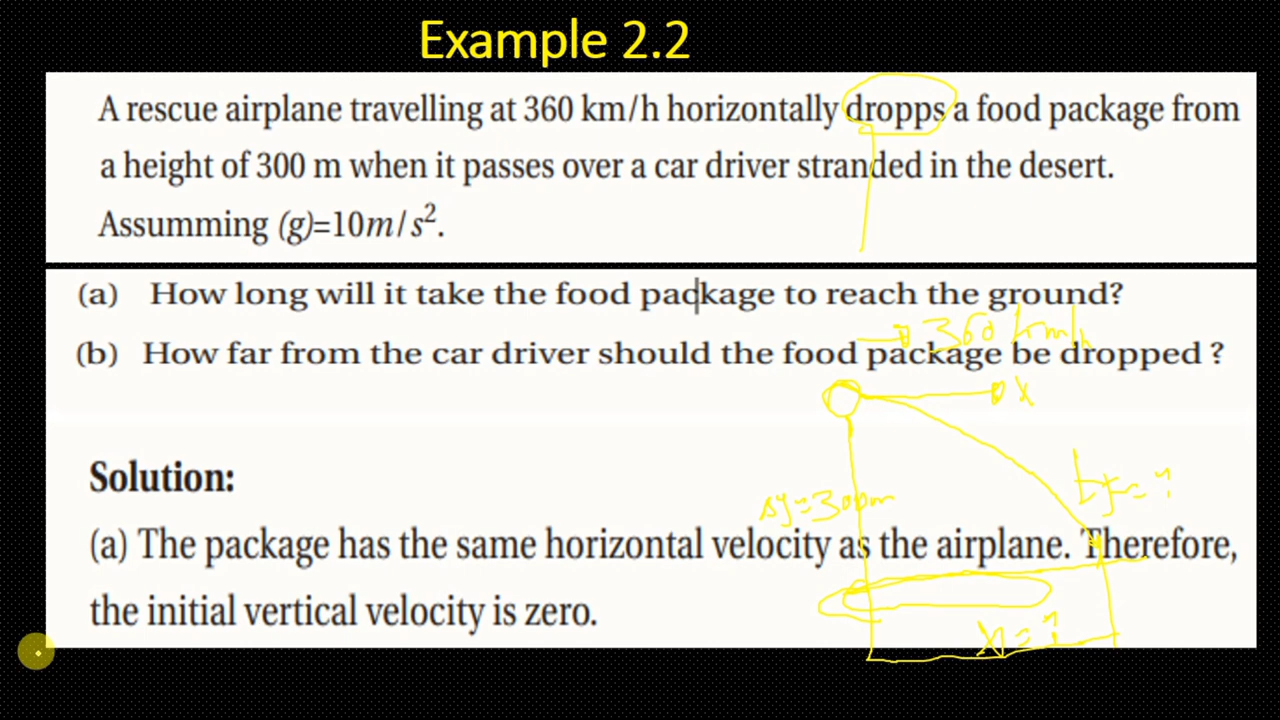 Example 2.2
A rescue airplane travelling at 360 km/h horizontally dropps a food package from
a height of 300 m when it passes over a car driver stranded in the desert.
Assumming (g)=10m/s².
(a) How long will it take the food package to reach the ground?
360 km/h
(b) How far from the car driver should the food package be dropped ?
x
Solution:
Δy=300m
(a) The package has the same horizontal velocity as the airplane. Therefore,
the initial vertical velocity is zero.